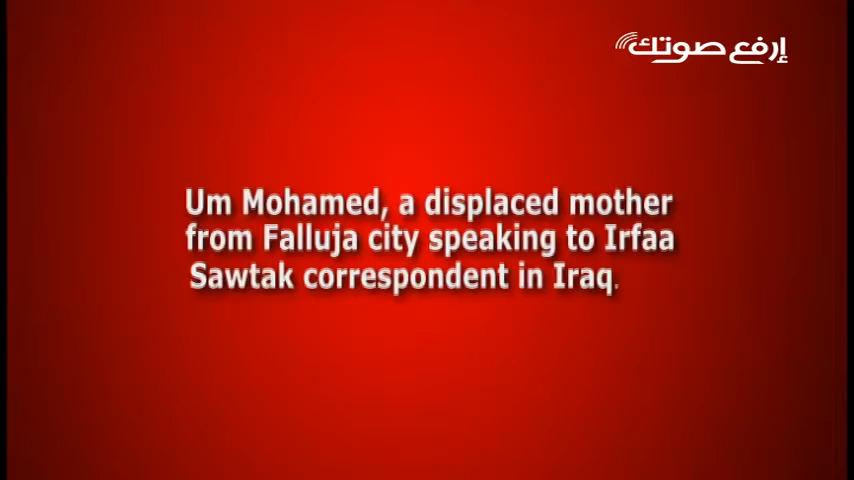 إرفع صوتك
Um Mohamed, a displaced mother
from Falluja city speaking to Irfaa
Sawtak correspondent in Iraq.